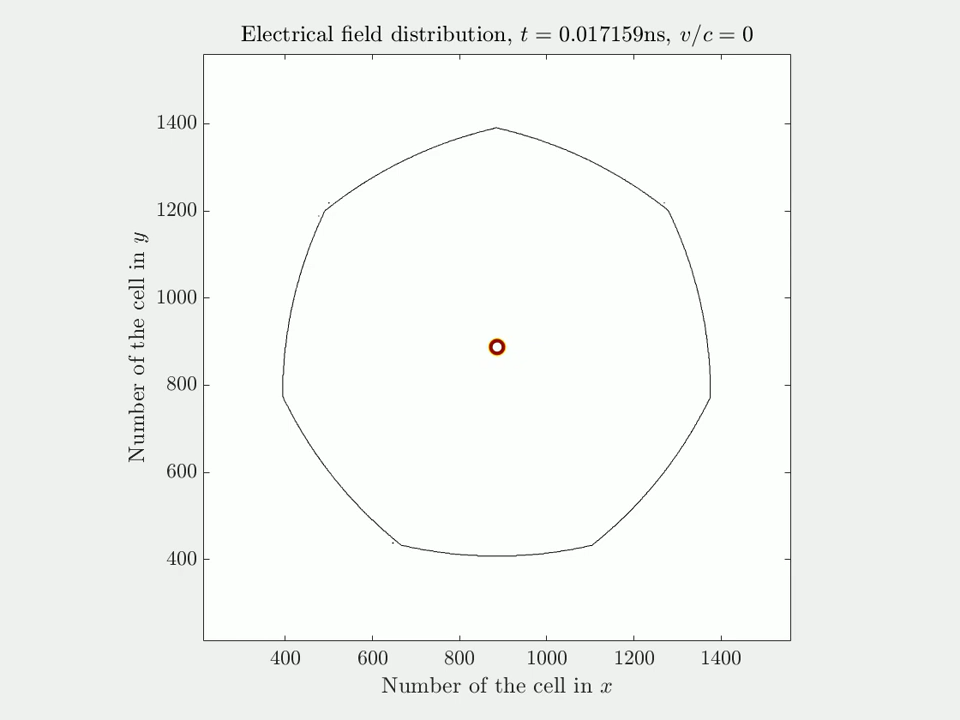 Electrical field distribution, t = 0.017159ns, v/c = 0
1400
1200
1000
800
600
400
Number of the cell in y
400 600 800 1000 1200 1400
Number of the cell in x